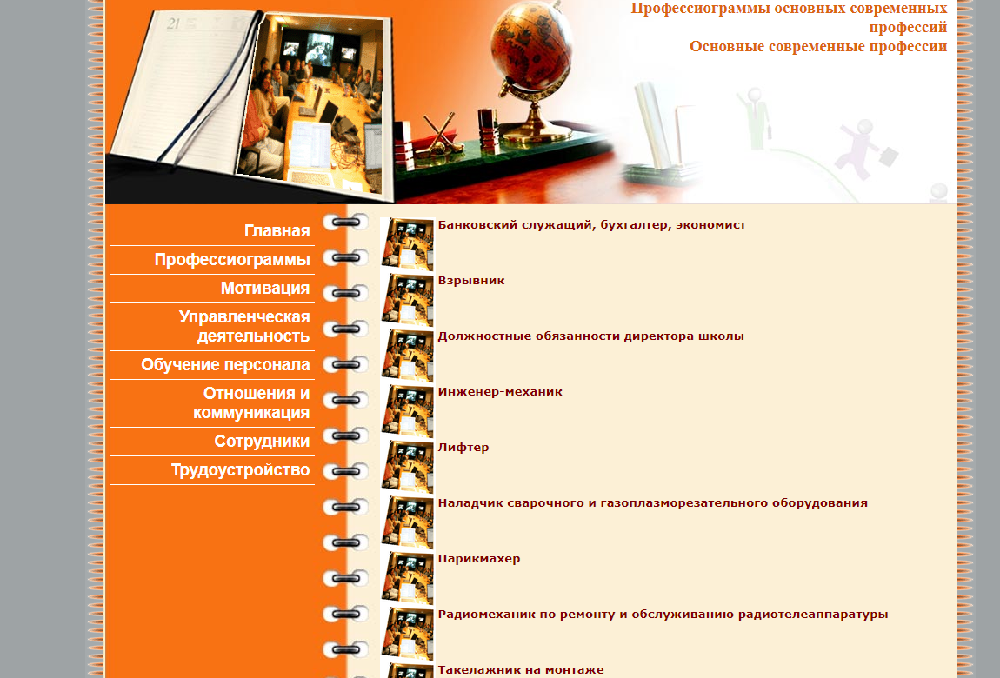 Профессиограммы основных современных
профессий
Основные современные профессии
21
Главная
Профессиограммы
Мотивация
Управленческая
деятельность
Обучение персонала
Отношения и
коммуникация
Сотрудники
Трудоустройство
Банковский служащий, бухгалтер, экономист
Взрывник
Должностные обязанности директора школы
Инженер-механик
Лифтер
Наладчик сварочного и газоплазморезательного оборудования
Парикмахер
Радиомеханик по ремонту и обслуживанию радиотелеаппаратуры
Такелажник на монтаже